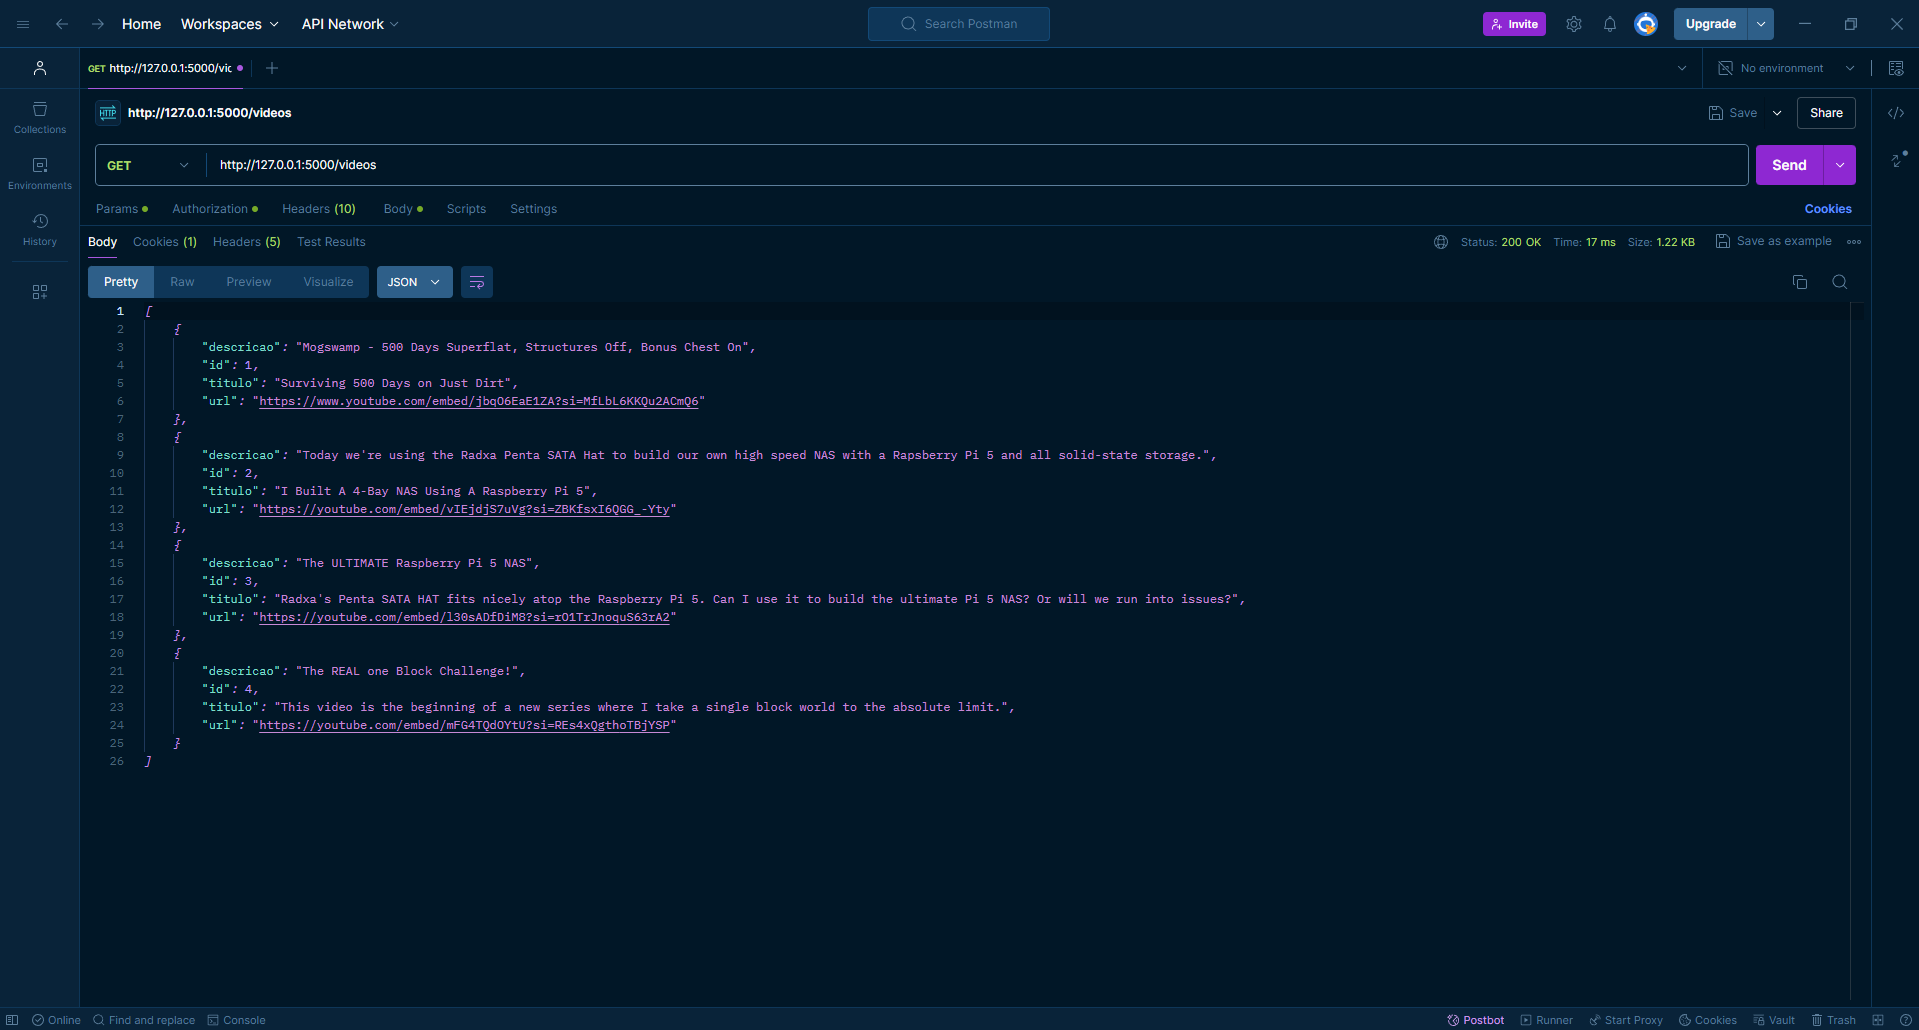 Home Workspaces API Network Search Postman Invite Upgrade
GET http://127.0.0.1:5000/vic No environment
HTTP http://127.0.0.1:5000/videos Save Share
Collections
GET http://127.0.0.1:5000/videos Send
Environments
Params Authorization Headers (10) Body Scripts Settings Cookies
History
Body Cookies (1) Headers (5) Test Results Status: 200 OK Time: 17 ms Size: 1.22 KB Save as example
Pretty Raw Preview Visualize JSON
1 [
2 {
3 "descricao": "Mogswamp - 500 Days Superflat, Structures Off, Bonus Chest On",
4 "id": 1,
5 "titulo": "Surviving 500 Days on Just Dirt",
6 "url": "https://www.youtube.com/embed/jbqO6EaE1ZA?si=MfLbL6KKQu2ACmQ6"
7 },
8 {
9 "descricao": "Today we're using the Radxa Penta SATA Hat to build our own high speed NAS with a Rapsberry Pi 5 and all solid-state storage.",
10 "id": 2,
11 "titulo": "I Built A 4-Bay NAS Using A Raspberry Pi 5",
12 "url": "https://youtube.com/embed/vIEjdjS7uVg?si=ZBKfsxI6QGG_-Yty"
13 },
14 {
15 "descricao": "The ULTIMATE Raspberry Pi 5 NAS",
16 "id": 3,
17 "titulo": "Radxa's Penta SATA HAT fits nicely atop the Raspberry Pi 5. Can I use it to build the ultimate Pi 5 NAS? Or will we run into issues?",
18 "url": "https://youtube.com/embed/l30sADfDiM8?si=rO1TrJnoquS63rA2"
19 },
20 {
21 "descricao": "The REAL one Block Challenge!",
22 "id": 4,
23 "titulo": "This video is the beginning of a new series where I take a single block world to the absolute limit.",
24 "url": "https://youtube.com/embed/mFG4TQdOYtU?si=REs4xQgthoTBjYSP"
25 }
26 ]
Online Find and replace Console Postbot Runner Start Proxy Cookies Vault Trash